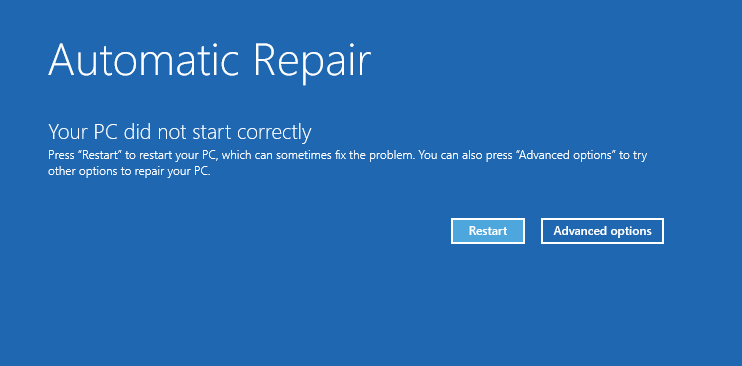 Automatic Repair
Your PC did not start correctly
Press “Restart” to restart your PC, which can sometimes fix the problem. You can also press “Advanced options” to try
other options to repair your PC.
Restart
Advanced options